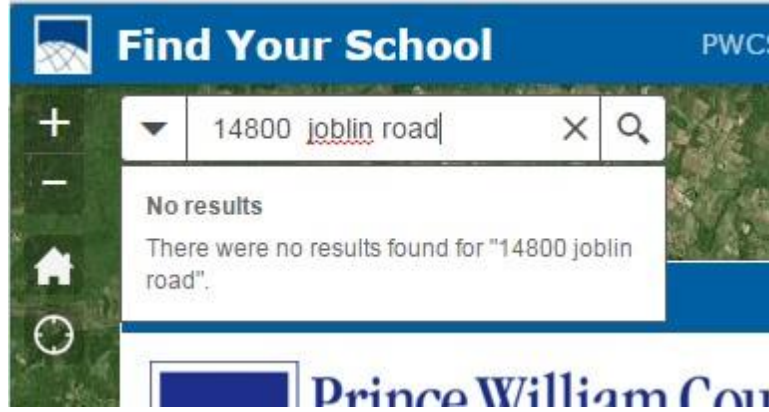 Find Your School
PWCS
+
14800 joblin road
−
No results
There were no results found for "14800 joblin
road".
Prince William Cou